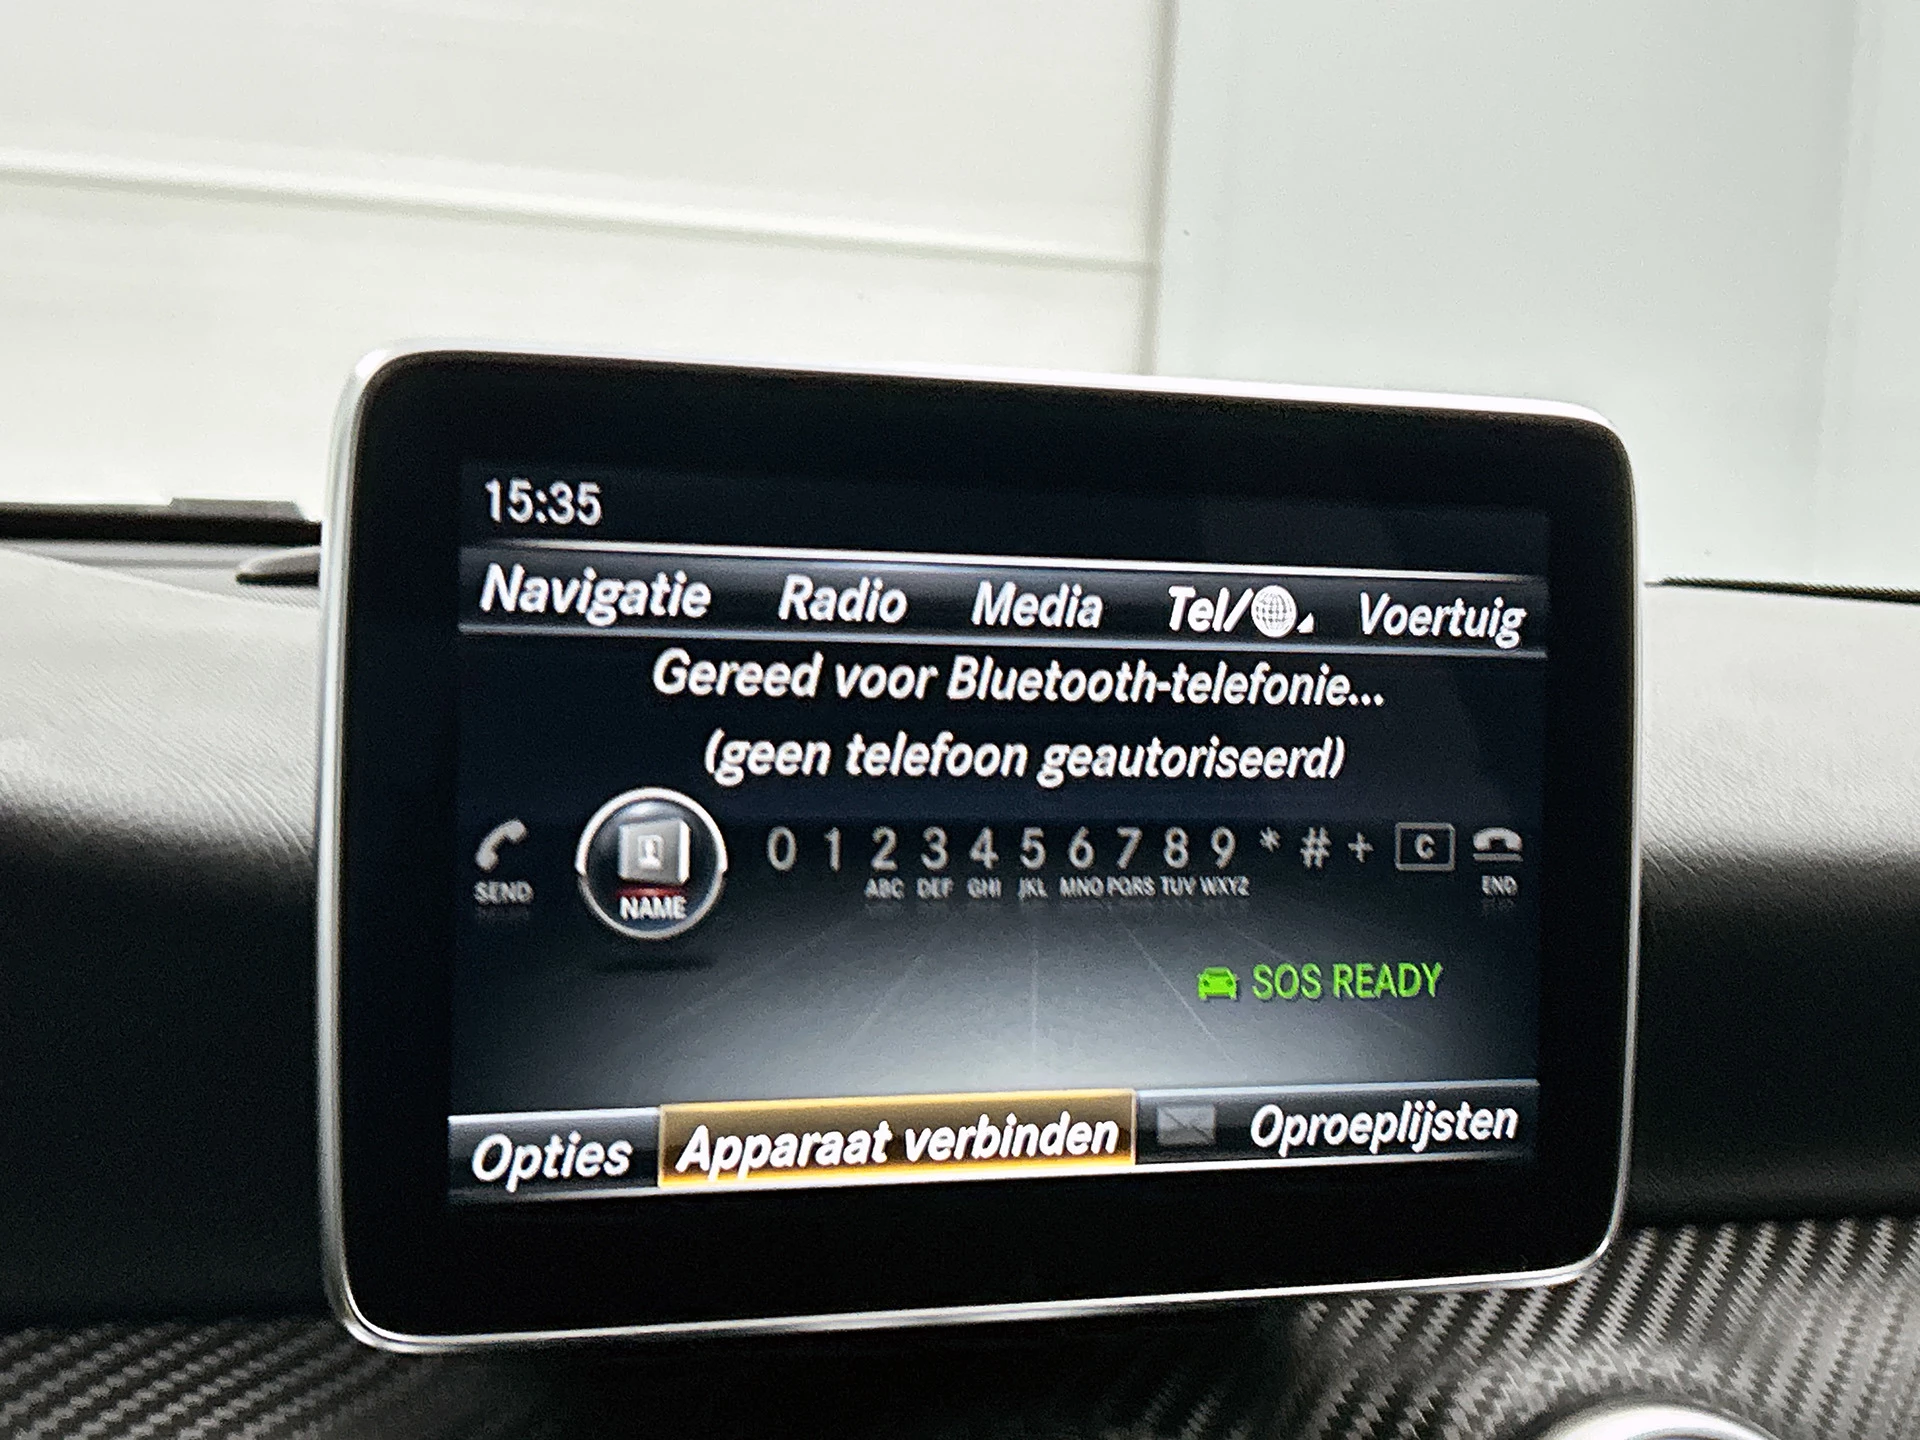 15:35
Navigatie Radio Media Tel/ Voertuig
Gereed voor Bluetooth-telefonie...
(geen telefoon geautoriseerd)
0 1 2 3 4 5 6 7 8 9 * # + C
SEND NAME ABC DEF GHI JKL MNO PQRS TUV WXYZ END
SOS READY
Opties Apparaat verbinden Oproeplijsten